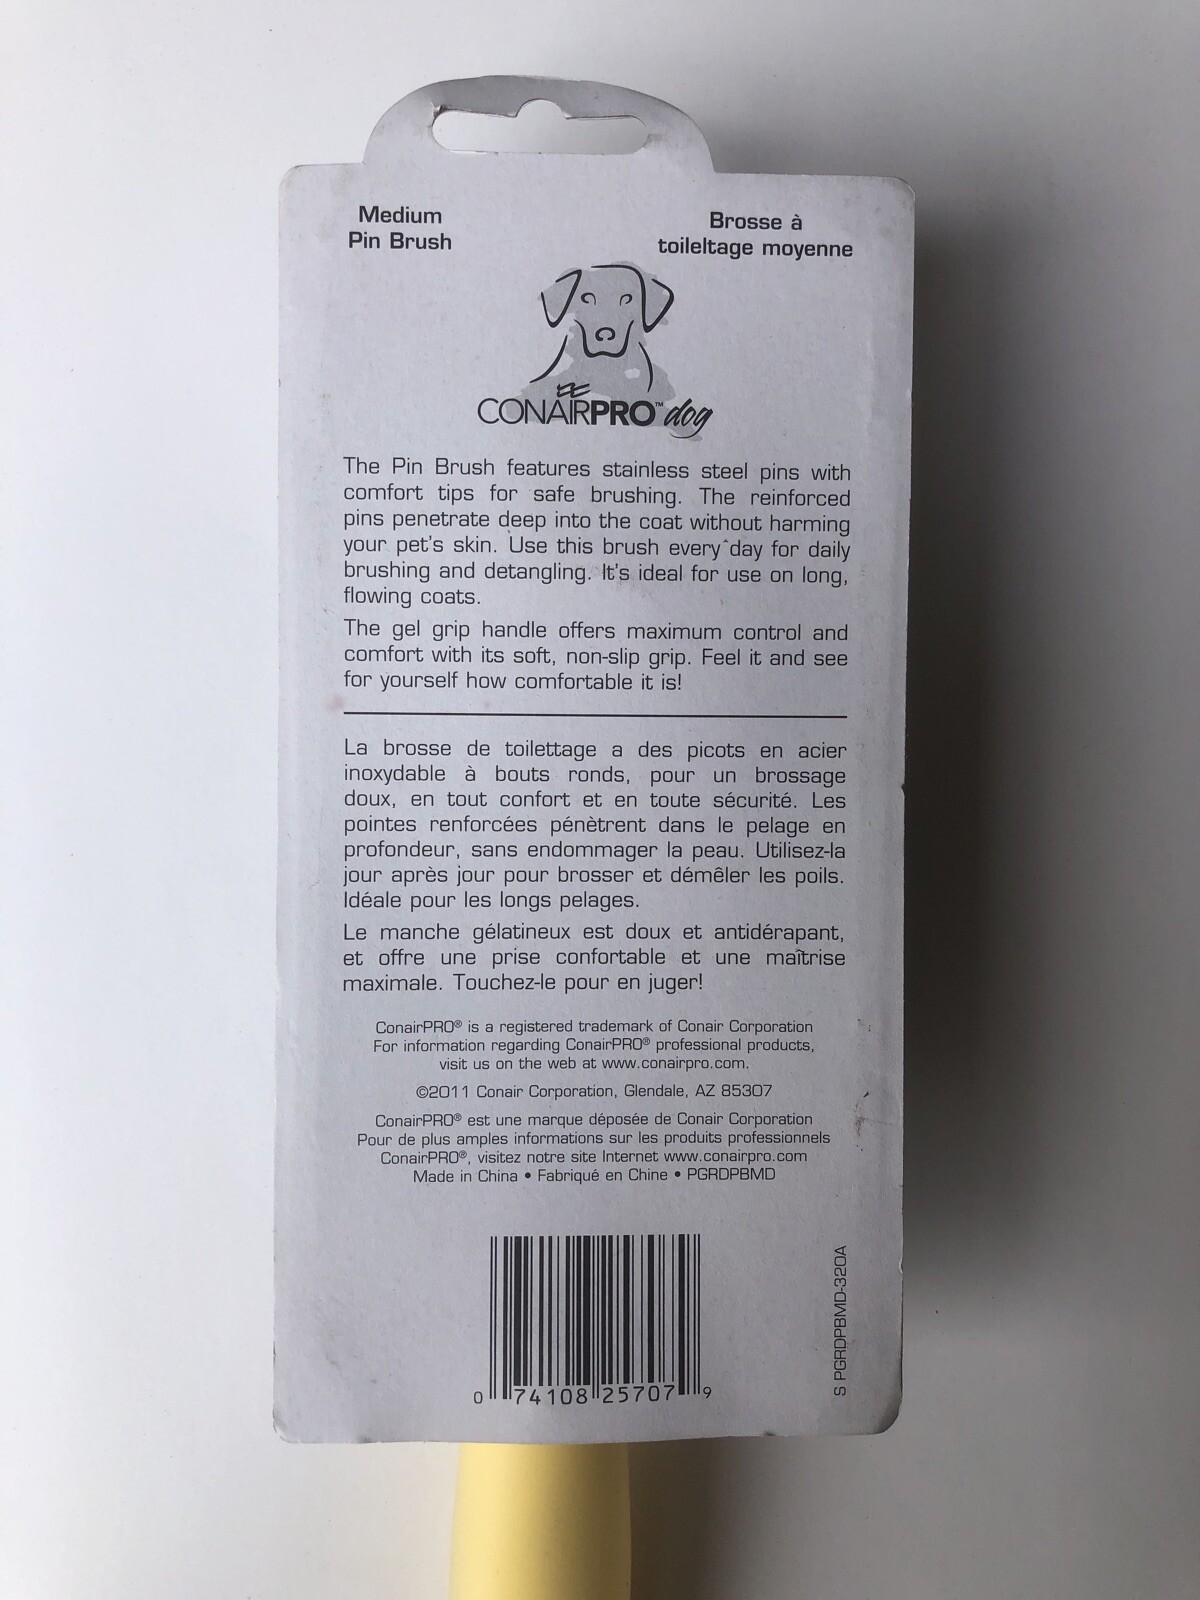 Medium
Pin Brush
Brosse à
toileltage moyenne
CONAIRPRO™ dog
The Pin Brush features stainless steel pins with
comfort tips for safe brushing. The reinforced
pins penetrate deep into the coat without harming
your pet's skin. Use this brush every day for daily
brushing and detangling. It's ideal for use on long,
flowing coats.
The gel grip handle offers maximum control and
comfort with its soft, non-slip grip. Feel it and see
for yourself how comfortable it is!
La brosse de toilettage a des picots en acier
inoxydable à bouts ronds, pour un brossage
doux, en tout confort et en toute sécurité. Les
pointes renforcées pénètrent dans le pelage en
profondeur, sans endommager la peau. Utilisez-la
jour après jour pour brosser et démêler les poils.
Idéale pour les longs pelages.
Le manche gélatineux est doux et antidérapant,
et offre une prise confortable et une maîtrise
maximale. Touchez-le pour en juger!
ConairPRO® is a registered trademark of Conair Corporation
For information regarding ConairPRO® professional products,
visit us on the web at www.conairpro.com.
©2011 Conair Corporation, Glendale, AZ 85307
ConairPRO® est une marque déposée de Conair Corporation
Pour de plus amples informations sur les produits professionnels
ConairPRO®, visitez notre site Internet www.conairpro.com
Made in China • Fabriqué en Chine • PGRDPBMD
0 74108 25707 9
S PGRDPBMD-320A